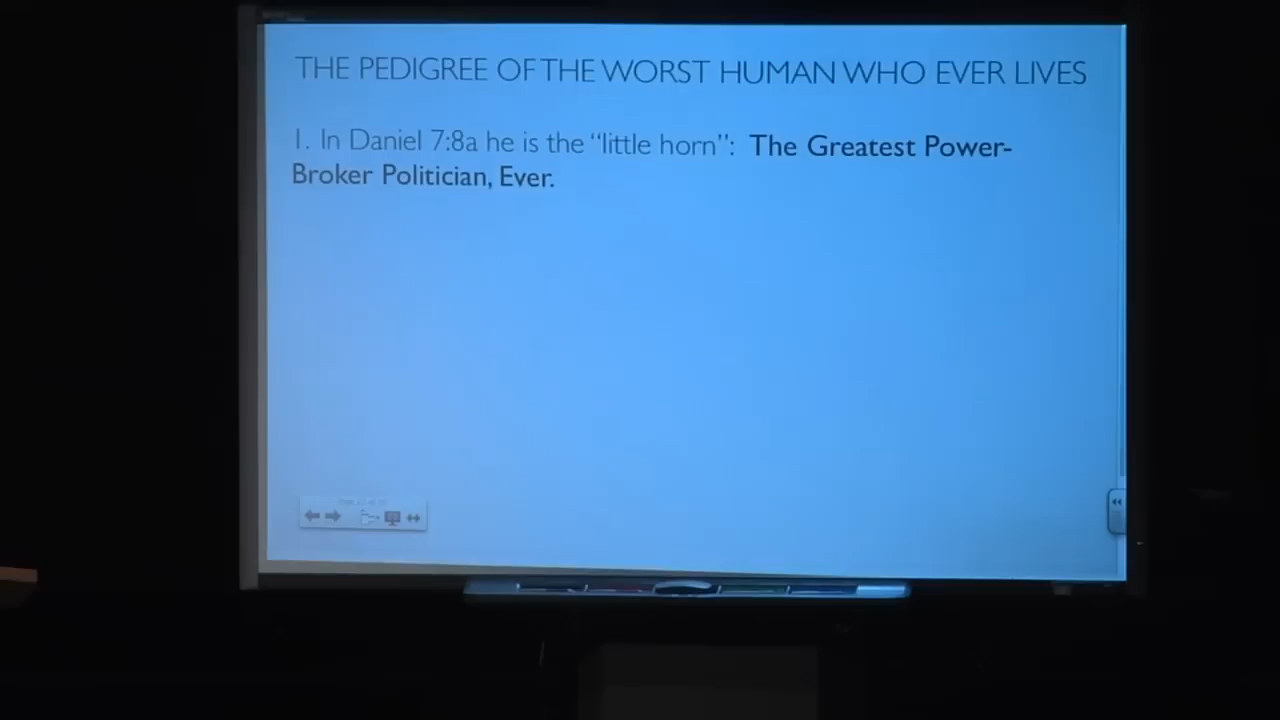 THE PEDIGREE OF THE WORST HUMAN WHO EVER LIVES
1. In Daniel 7:8a he is the “little horn”: The Greatest Power-
Broker Politician, Ever.